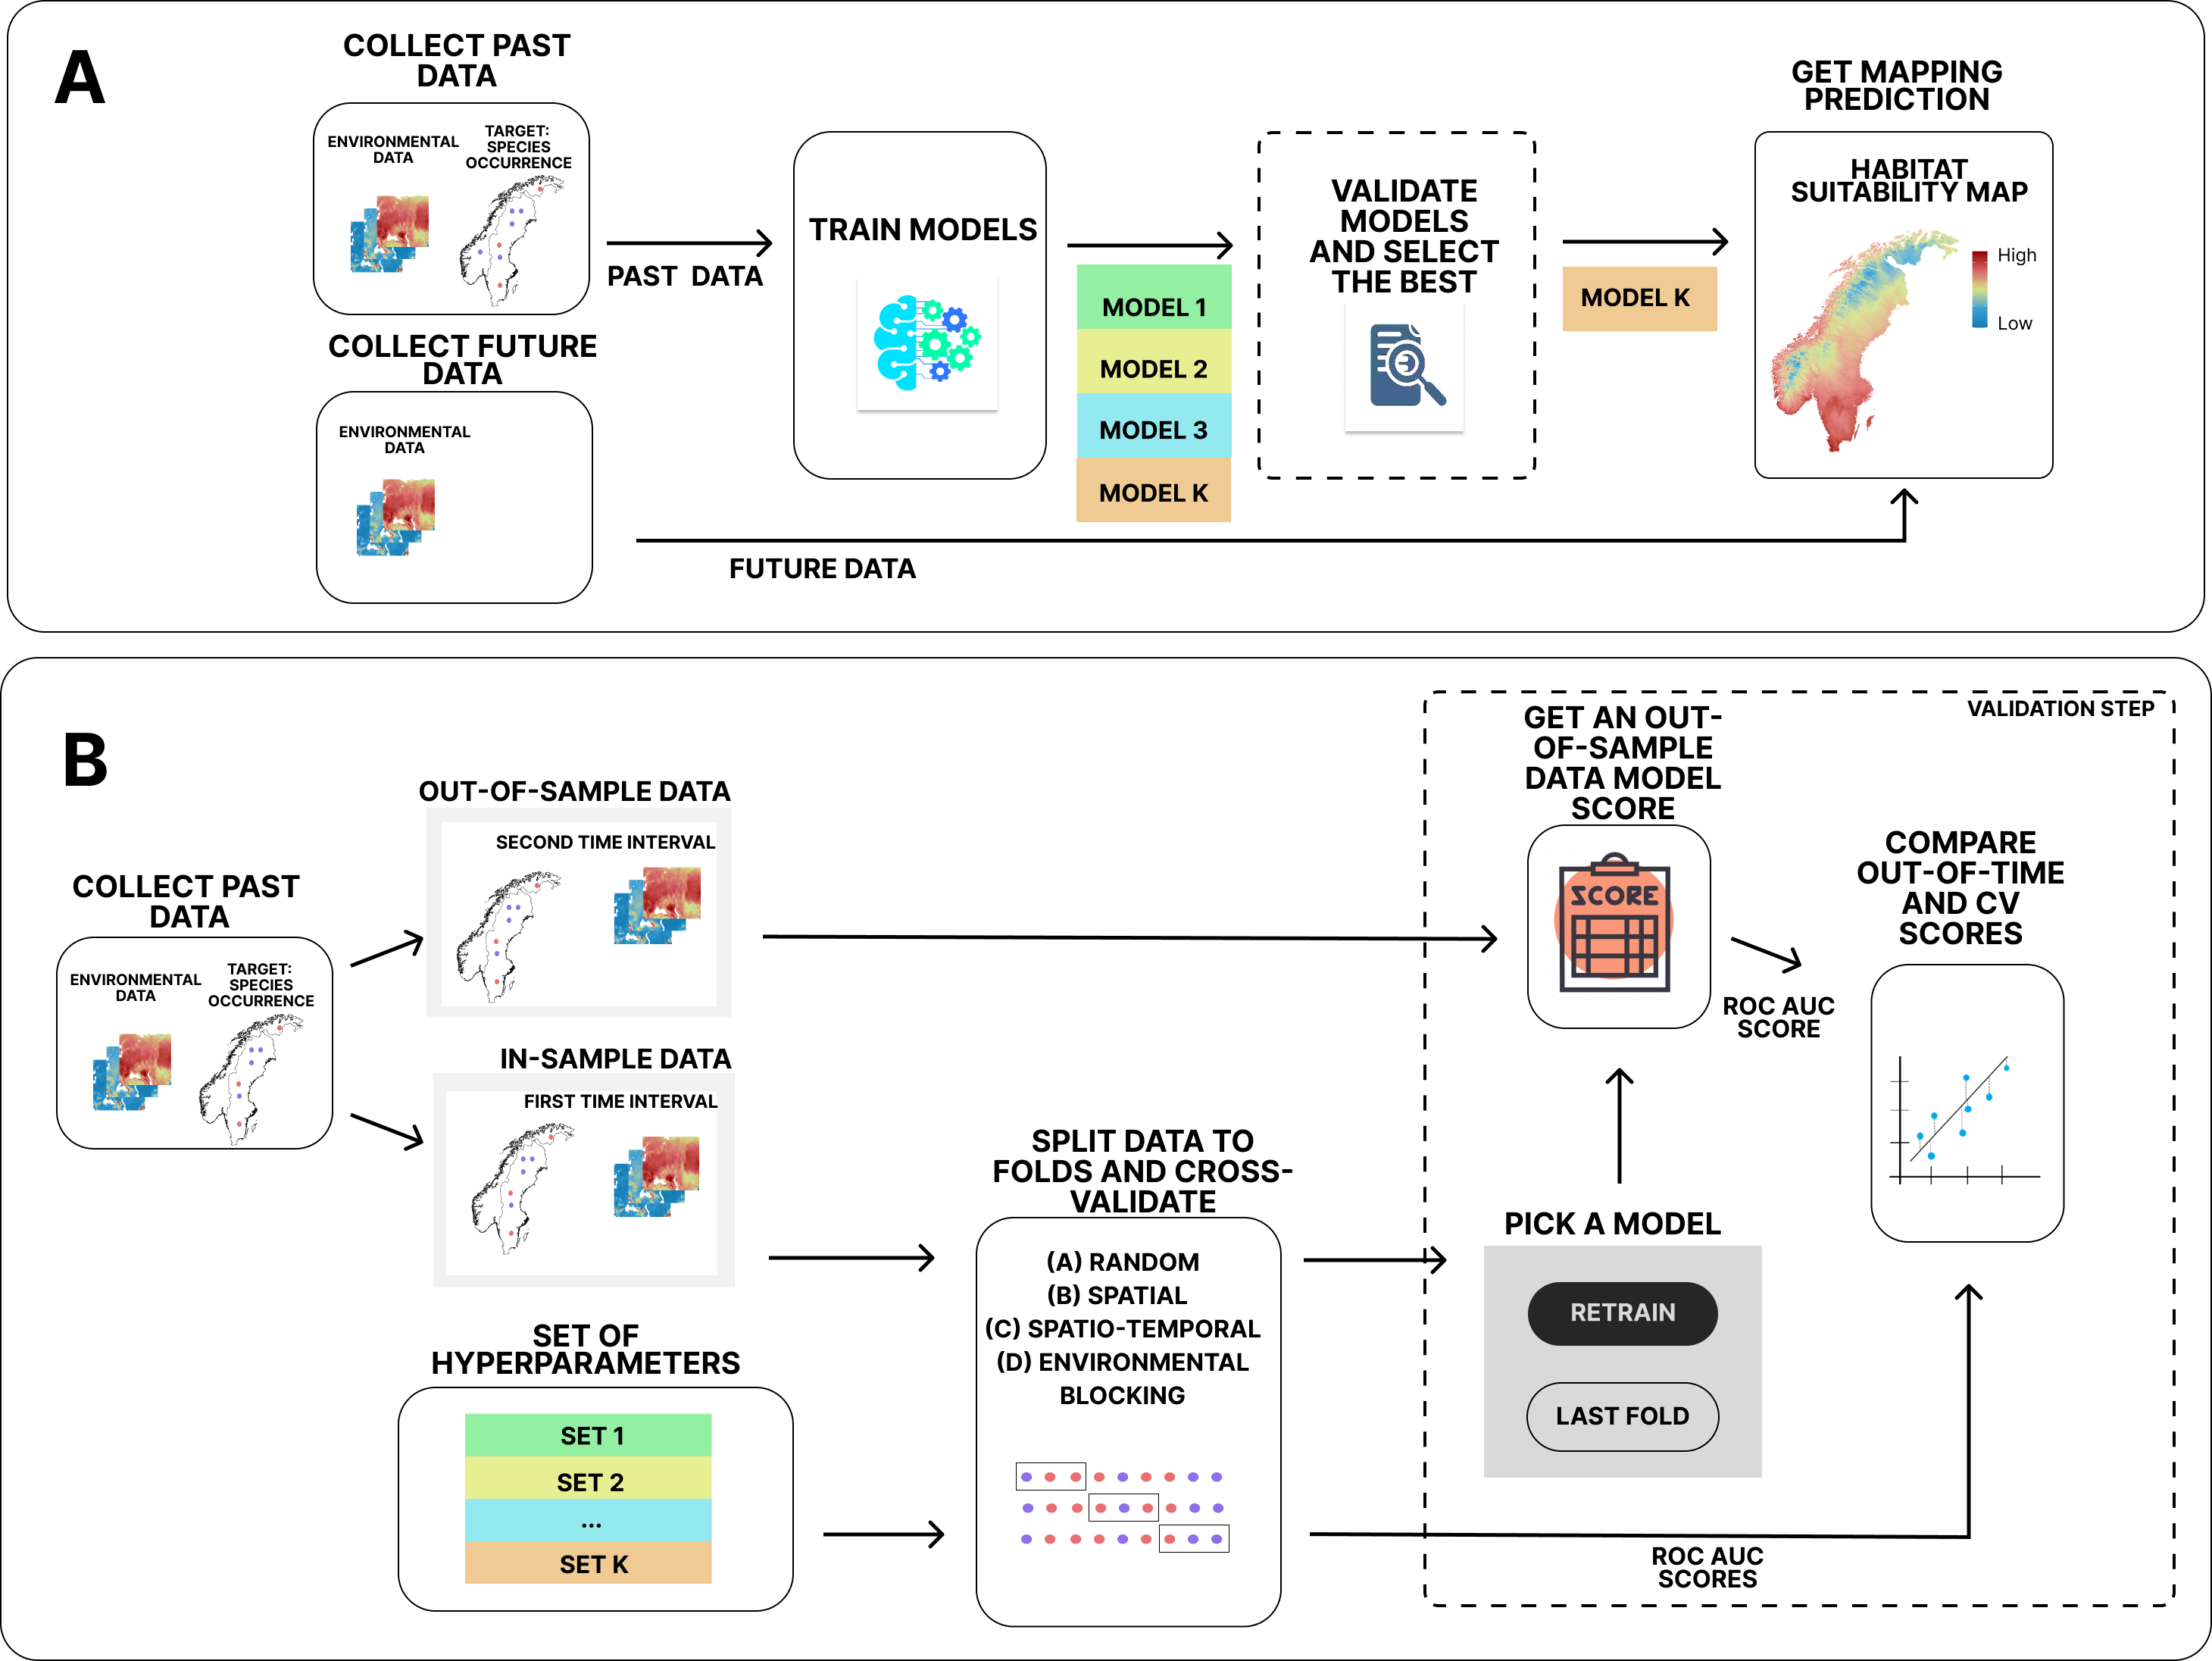 A
COLLECT PAST
DATA
ENVIRONMENTAL
DATA
TARGET:
SPECIES
OCCURRENCE
PAST DATA
COLLECT FUTURE
DATA
ENVIRONMENTAL
DATA
FUTURE DATA
TRAIN MODELS
MODEL 1
MODEL 2
MODEL 3
MODEL K
VALIDATE
MODELS
AND SELECT
THE BEST
MODEL K
GET MAPPING
PREDICTION
HABITAT
SUITABILITY MAP
High
Low
B
COLLECT PAST
DATA
ENVIRONMENTAL
DATA
TARGET:
SPECIES
OCCURRENCE
OUT-OF-SAMPLE DATA
SECOND TIME INTERVAL
IN-SAMPLE DATA
FIRST TIME INTERVAL
SET OF
HYPERPARAMETERS
SET 1
SET 2
...
SET K
SPLIT DATA TO
FOLDS AND CROSS-
VALIDATE
(A) RANDOM
(B) SPATIAL
(C) SPATIO-TEMPORAL
(D) ENVIRONMENTAL
BLOCKING
VALIDATION STEP
GET AN OUT-
OF-SAMPLE
DATA MODEL
SCORE
SCORE
ROC AUC
SCORE
PICK A MODEL
RETRAIN
LAST FOLD
COMPARE
OUT-OF-TIME
AND CV
SCORES
ROC AUC
SCORES